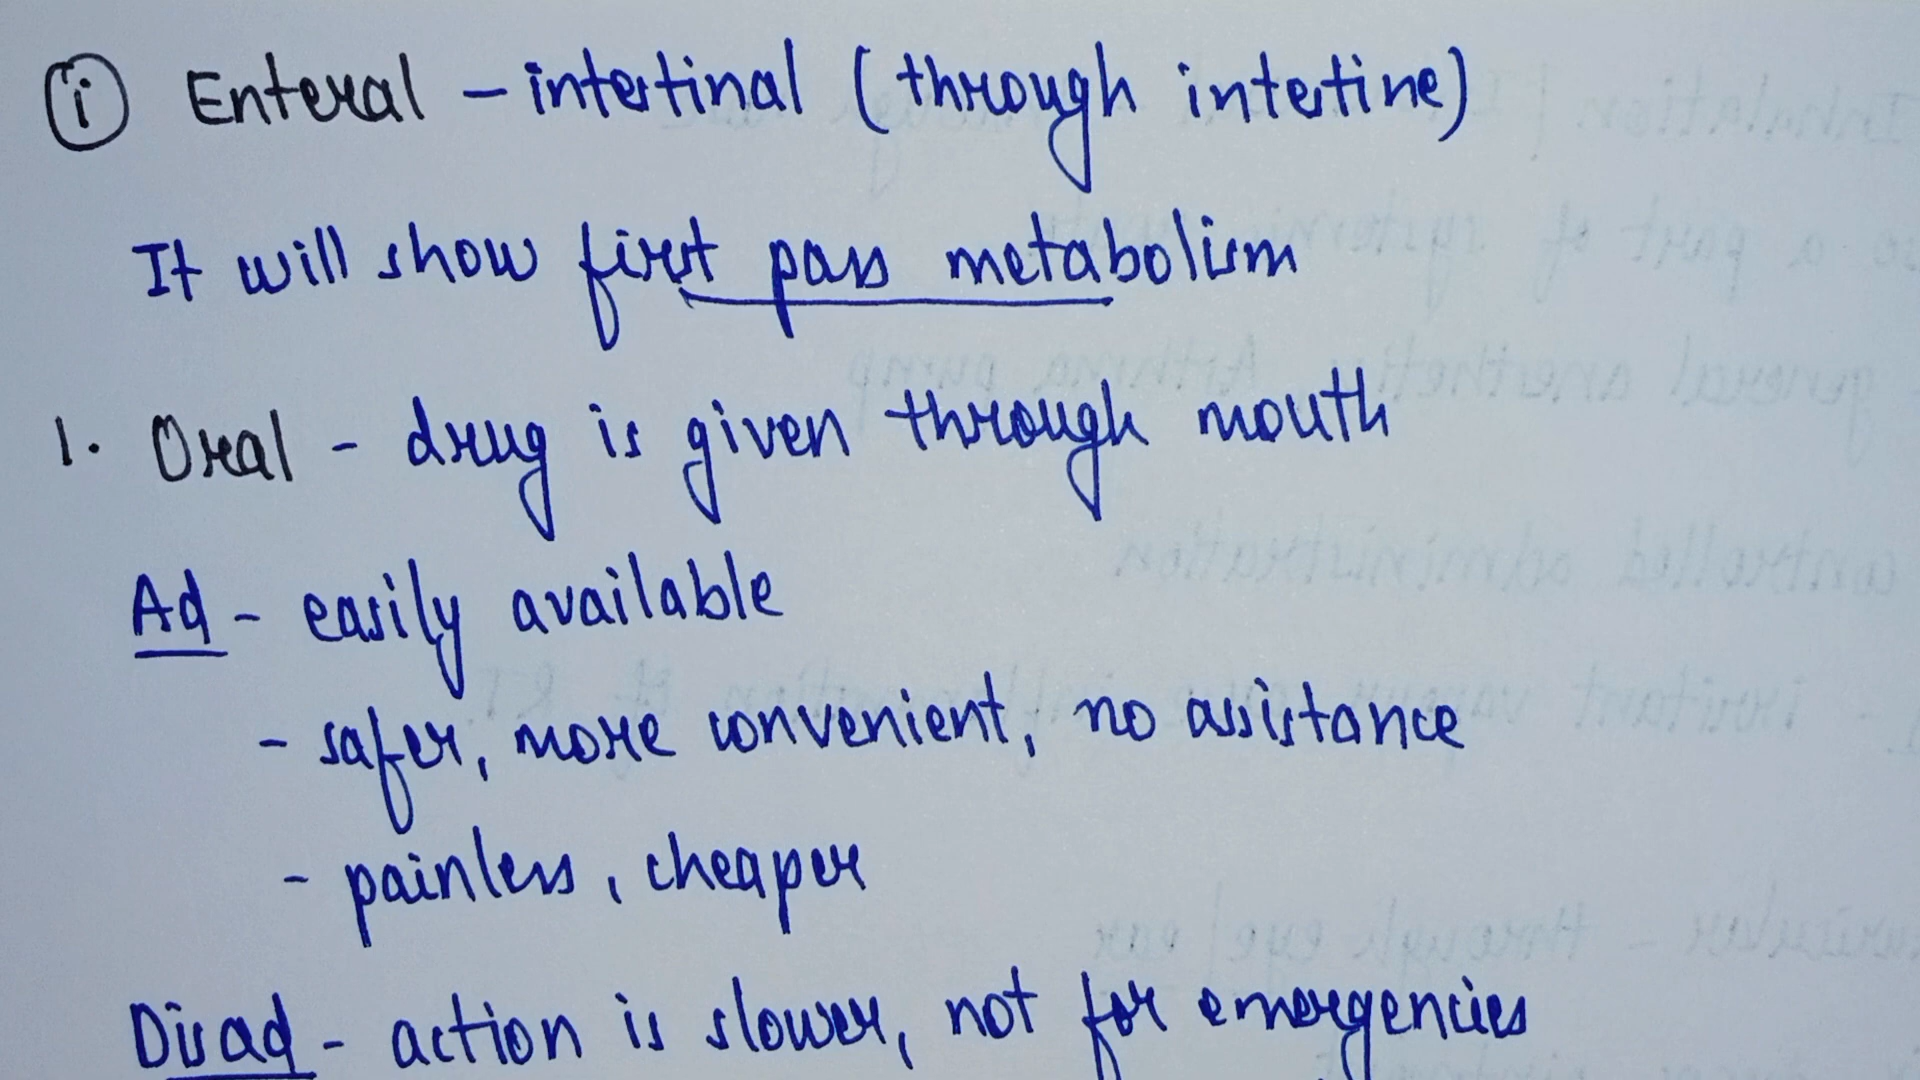 (i) Enteral - intestinal (through intestine)
It will show first pass metabolism
1. Oral - drug is given through mouth
Ad - easily available
- safer, more convenient, no assistance
- painless, cheaper
Disad - action is slower, not for emergencies